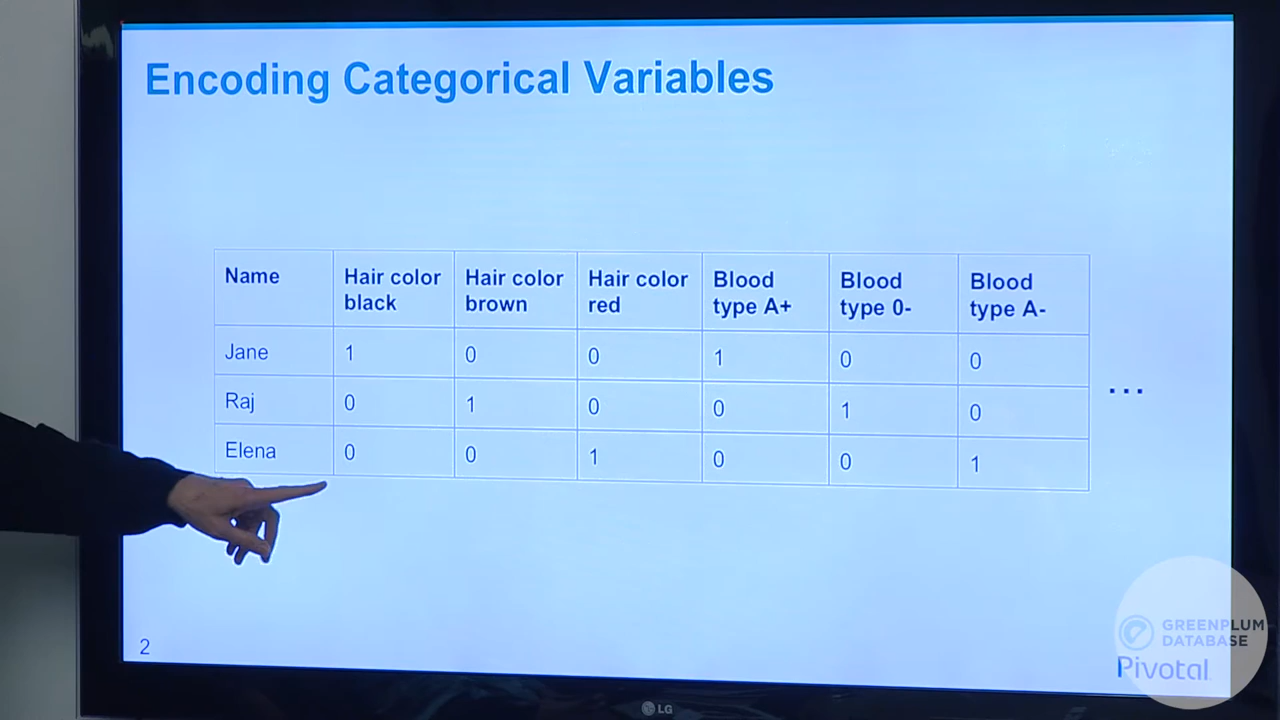 Encoding Categorical Variables
Name
Hair color
black
Hair color
brown
Hair color
red
Blood
type A+
Blood
type 0-
Blood
type A-
Jane
1
0
0
1
0
0
Raj
0
1
0
0
1
0
...
Elena
0
0
1
0
0
1
2
GREENPLUM
DATABASE
Pivotal
LG